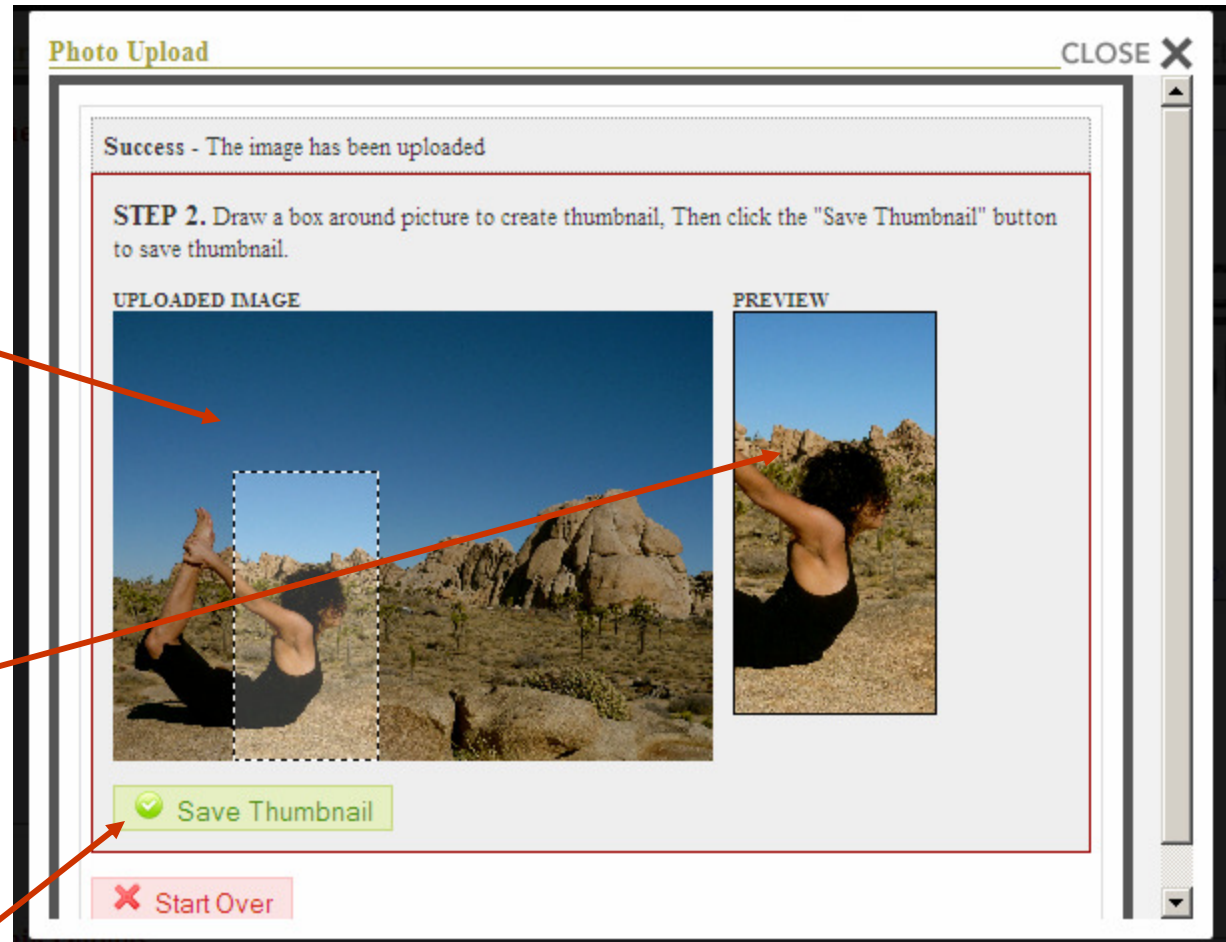 Photo Upload
CLOSE
Success - The image has been uploaded
STEP 2. Draw a box around picture to create thumbnail, Then click the "Save Thumbnail" button
to save thumbnail.
UPLOADED IMAGE
PREVIEW
Save Thumbnail
Start Over